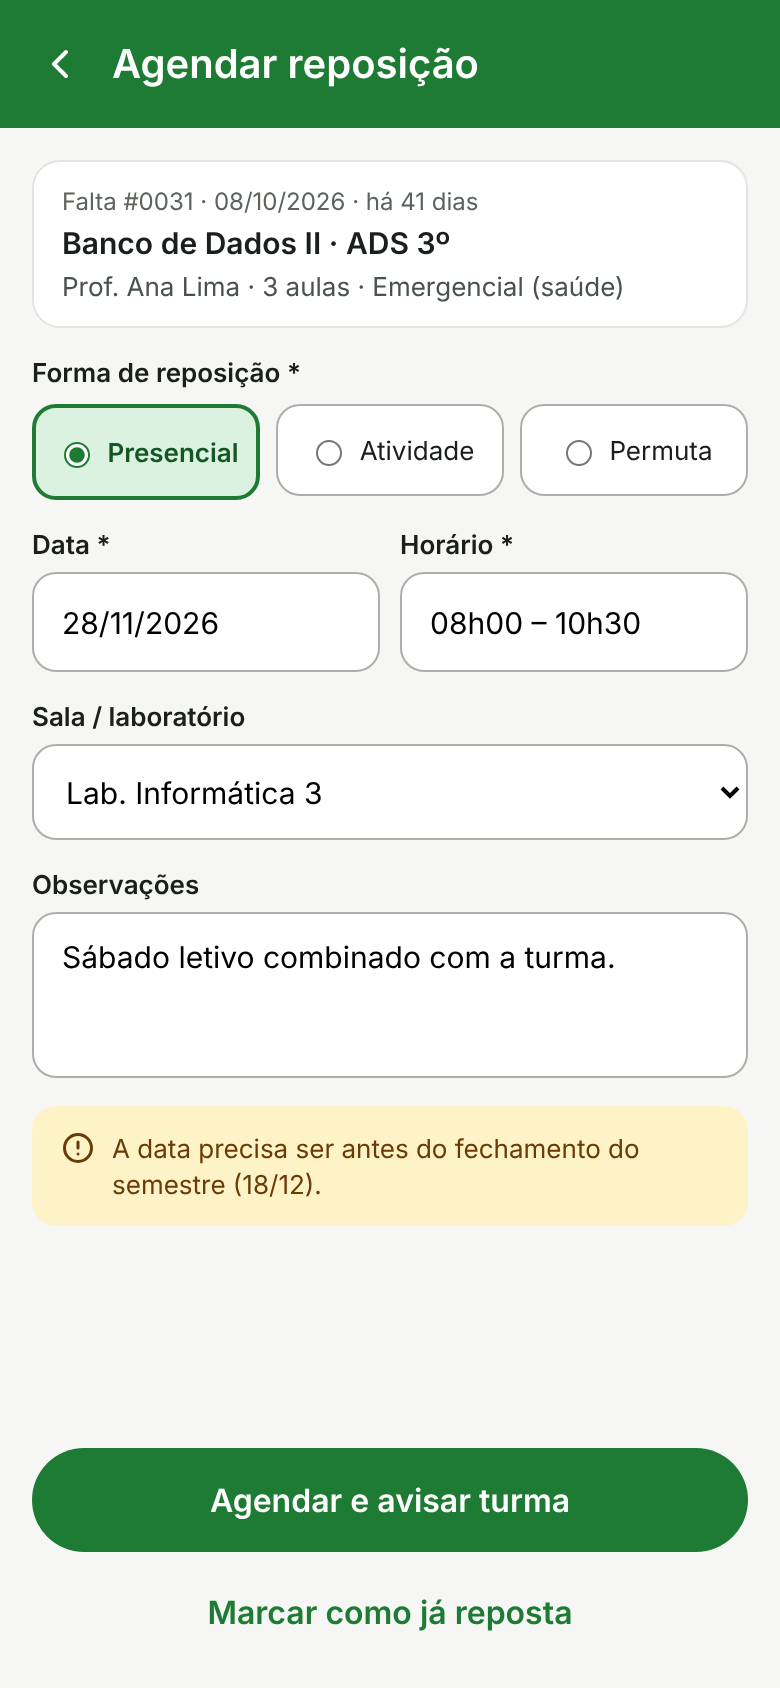 Agendar reposição
Falta #0031 · 08/10/2026 · há 41 dias
Banco de Dados II · ADS 3º
Prof. Ana Lima · 3 aulas · Emergencial (saúde)
Forma de reposição *
Presencial
Atividade
Permuta
Data *
Horário *
28/11/2026
08h00 – 10h30
Sala / laboratório
Lab. Informática 3
Observações
Sábado letivo combinado com a turma.
A data precisa ser antes do fechamento do
semestre (18/12).
Agendar e avisar turma
Marcar como já reposta